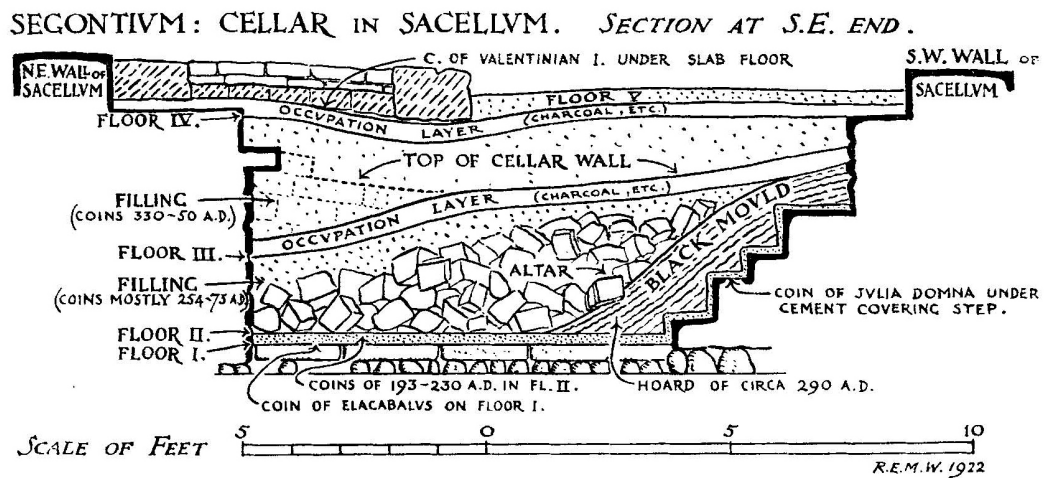 SEGONTIVM: CELLAR IN SACELLVM. SECTION AT S.E. END.
C. OF VALENTINIAN I. UNDER SLAB FLOOR
N.E. WALL OF
SACELLVM
S.W. WALL OF
SACELLVM
FLOOR V
FLOOR IV.
OCCVPATION LAYER (CHARCOAL, ETC.)
TOP OF CELLAR WALL
FILLING
(COINS 330-50 A.D.)
OCCVPATION LAYER (CHARCOAL, ETC.)
BLACK MOVLD
FLOOR III.
ALTAR
FILLING
(COINS MOSTLY 254-75 A.D.)
COIN OF JVLIA DOMNA UNDER
CEMENT COVERING STEP.
FLOOR II.
FLOOR I.
COINS OF 193-230 A.D. IN FL. II.
HOARD OF CIRCA 290 A.D.
COIN OF ELACABALVS ON FLOOR I.
SCALE OF FEET
5 0 5 10
R.E.M.W. 1922